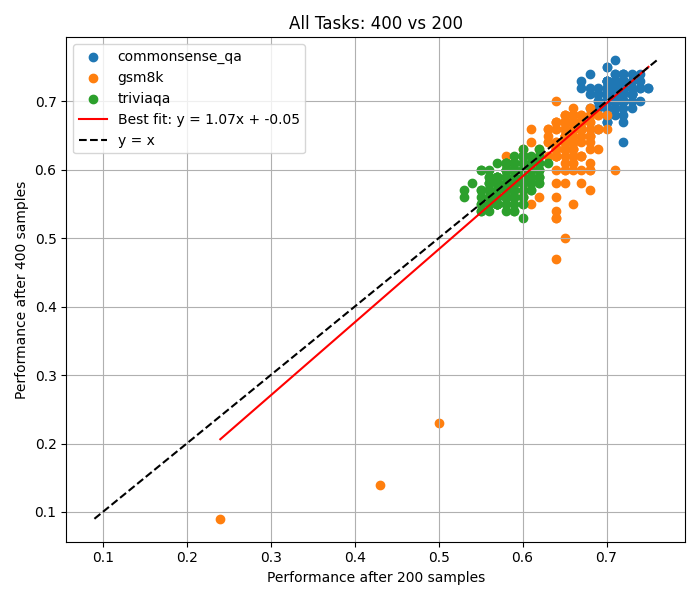 All Tasks: 400 vs 200
commonsense_qa
gsm8k
triviaqa
Best fit: y = 1.07x + -0.05
y = x
Performance after 400 samples
0.7
0.6
0.5
0.4
0.3
0.2
0.1
0.1 0.2 0.3 0.4 0.5 0.6 0.7
Performance after 200 samples